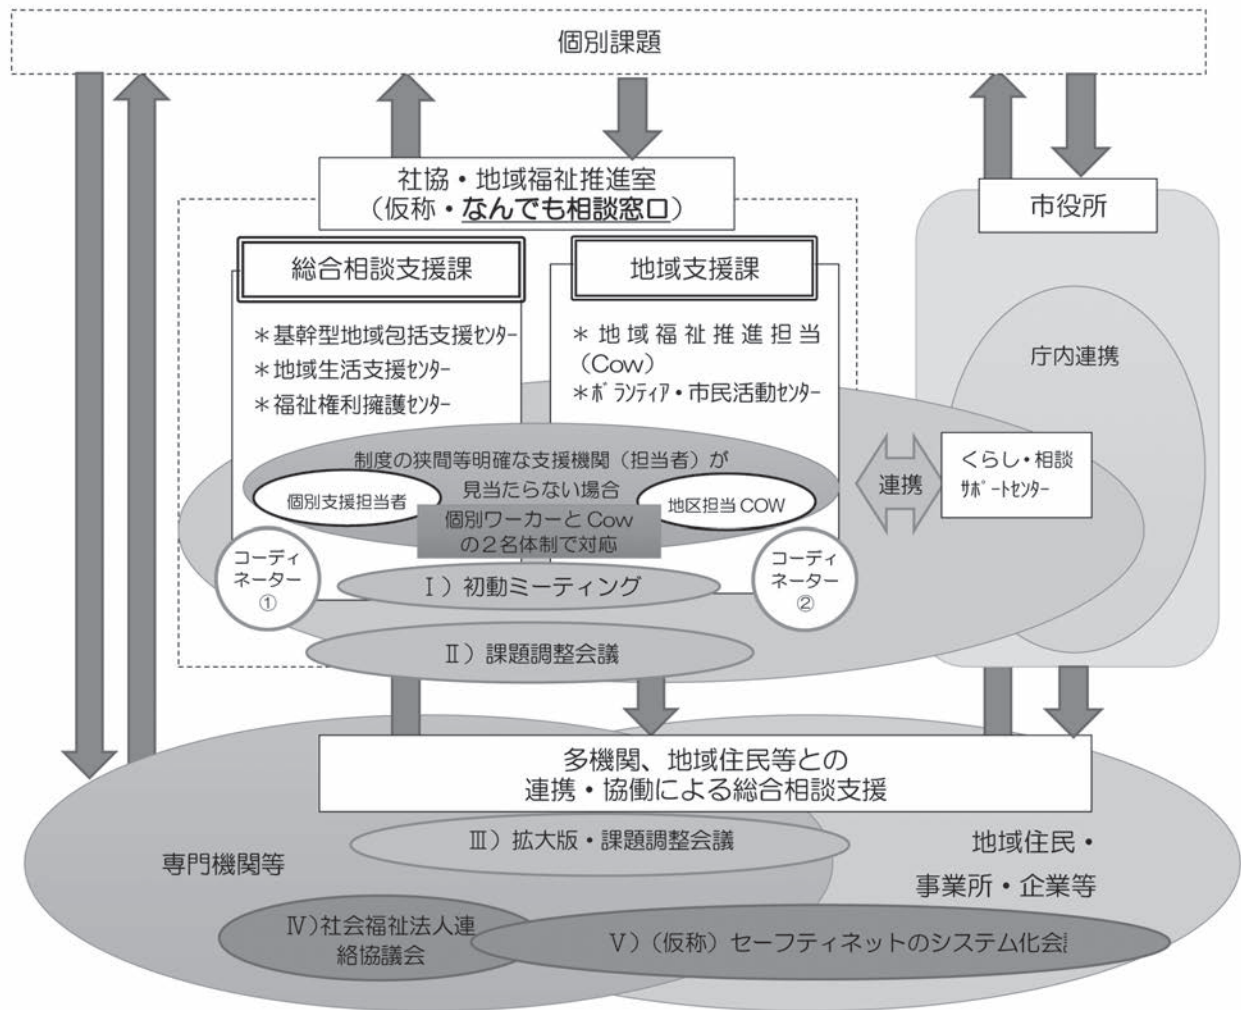 個別課題
社協・地域福祉推進室
（仮称・なんでも相談窓口）
市役所
総合相談支援課
地域支援課
＊基幹型地域包括支援ｾﾝﾀｰ
＊地域生活支援ｾﾝﾀｰ
＊福祉権利擁護ｾﾝﾀｰ
＊地域福祉推進担当
（Cow）
＊ﾎﾞﾗﾝﾃｨｱ・市民活動ｾﾝﾀｰ
庁内連携
制度の狭間等明確な支援機関（担当者）が
見当たらない場合
個別支援担当者
地区担当 COW
個別ワーカーとCow
の２名体制で対応
連携
くらし・相談
ｻﾎﾟｰﾄｾﾝﾀｰ
コーディ
ネーター
①
コーディ
ネーター
②
Ⅰ）初動ミーティング
Ⅱ）課題調整会議
多機関、地域住民等との
連携・協働による総合相談支援
Ⅲ）拡大版・課題調整会議
専門機関等
地域住民・
事業所・企業等
Ⅳ)社会福祉法人連
絡協議会
Ⅴ）（仮称）セーフティネットのシステム化会